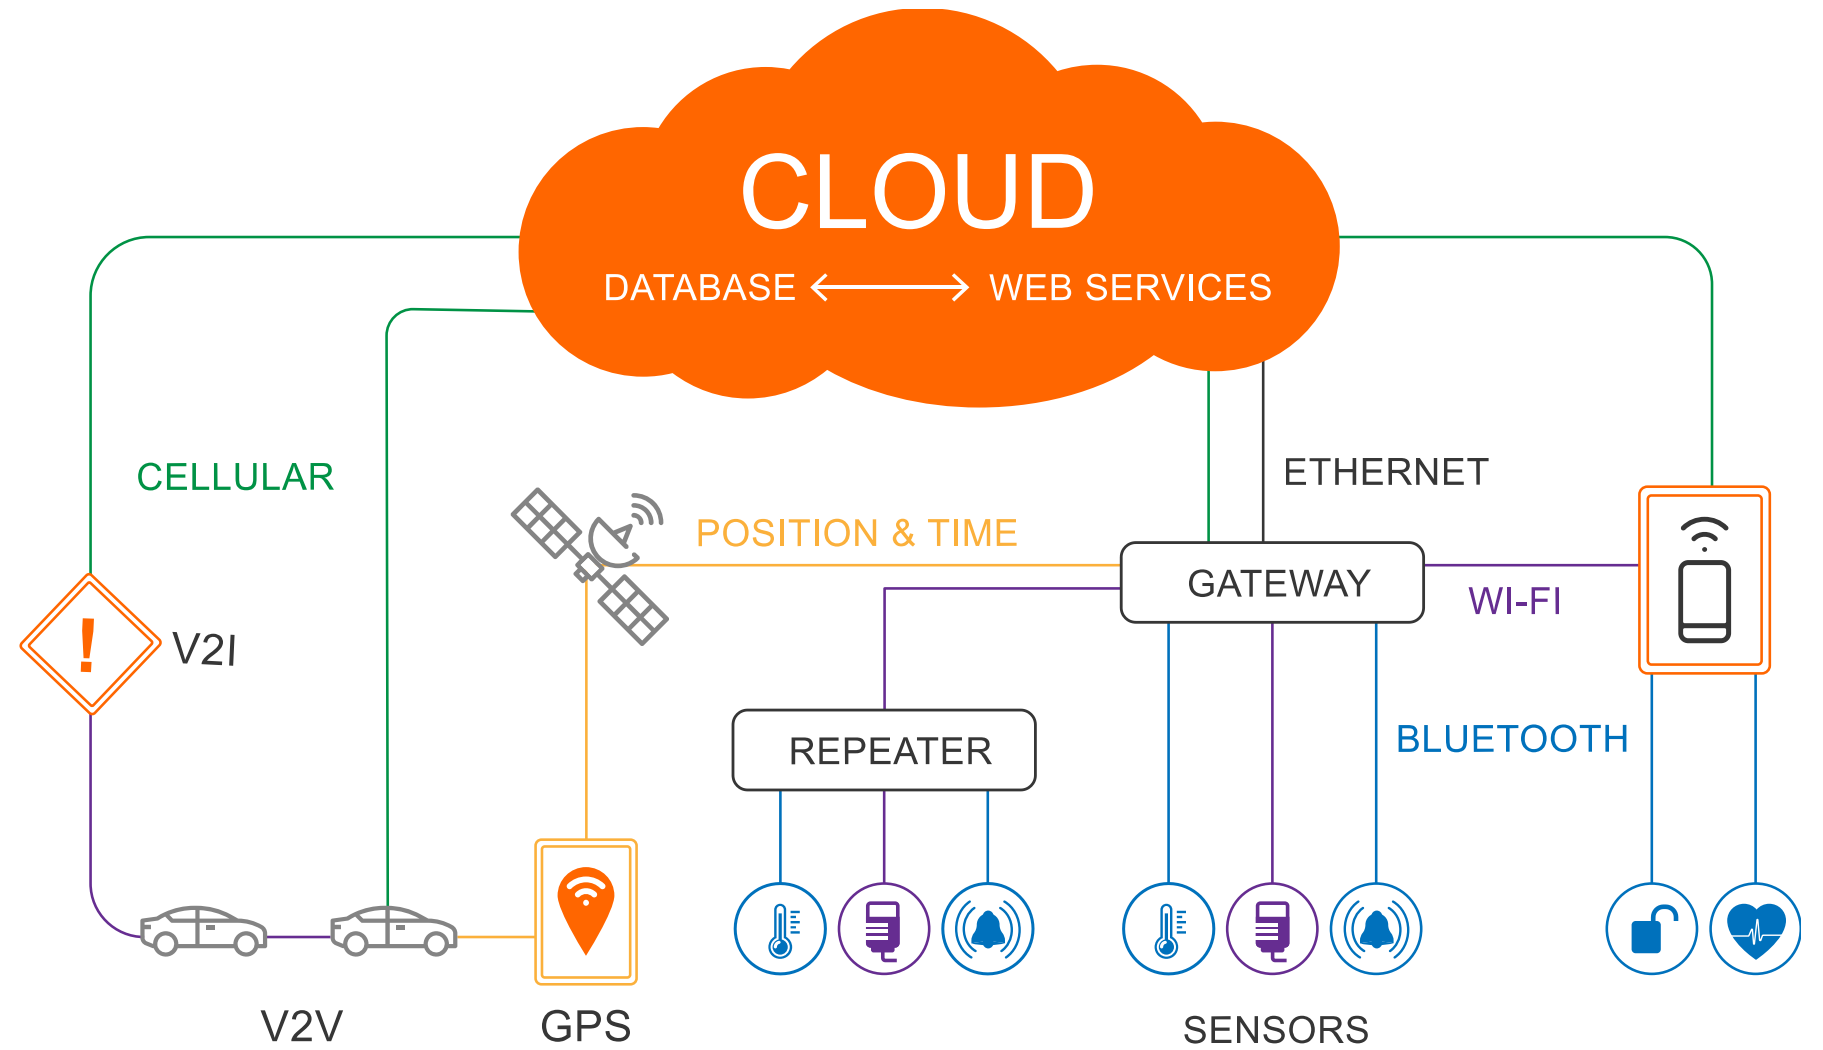 CLOUD
DATABASE
WEB SERVICES
CELLULAR
ETHERNET
POSITION & TIME
GATEWAY
WI-FI
!
V2I
REPEATER
BLUETOOTH
V2V
GPS
SENSORS